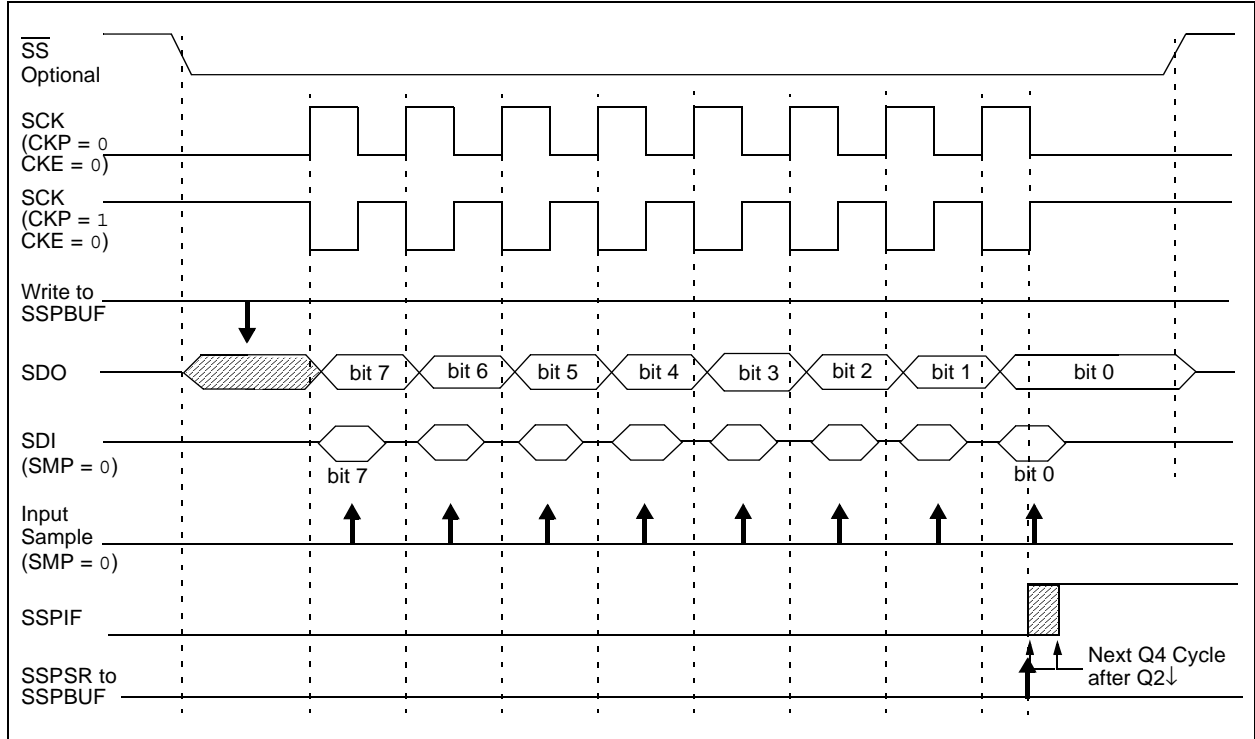 SS
Optional
SCK
(CKP = 0
CKE = 0)
SCK
(CKP = 1
CKE = 0)
Write to
SSPBUF
SDO
bit 7
bit 6
bit 5
bit 4
bit 3
bit 2
bit 1
bit 0
SDI
(SMP = 0)
bit 7
bit 0
Input
Sample
(SMP = 0)
SSPIF
Next Q4 Cycle
after Q2↓
SSPSR to
SSPBUF